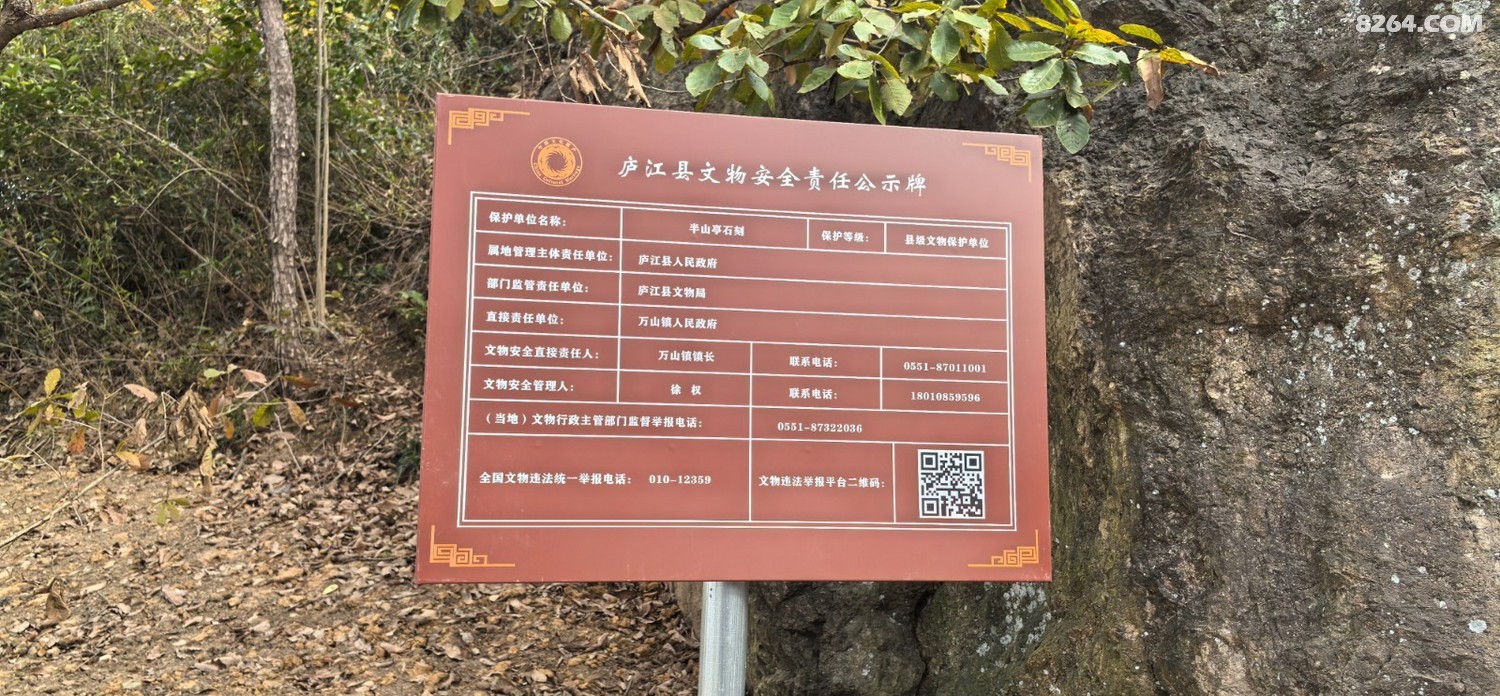 8264.COM
庐江县文物安全责任公示牌
保护单位名称: 半山亭石刻 保护等级: 县级文物保护单位
属地管理主体责任单位: 庐江县人民政府
部门监管责任单位: 庐江县文物局
直接责任单位: 万山镇人民政府
文物安全直接责任人: 万山镇镇长 联系电话: 0551-87011001
文物安全管理人: 徐 权 联系电话: 18010859596
(当地)文物行政主管部门监督举报电话: 0551-87322036
全国文物违法统一举报电话: 010-12359 文物违法举报平台二维码: